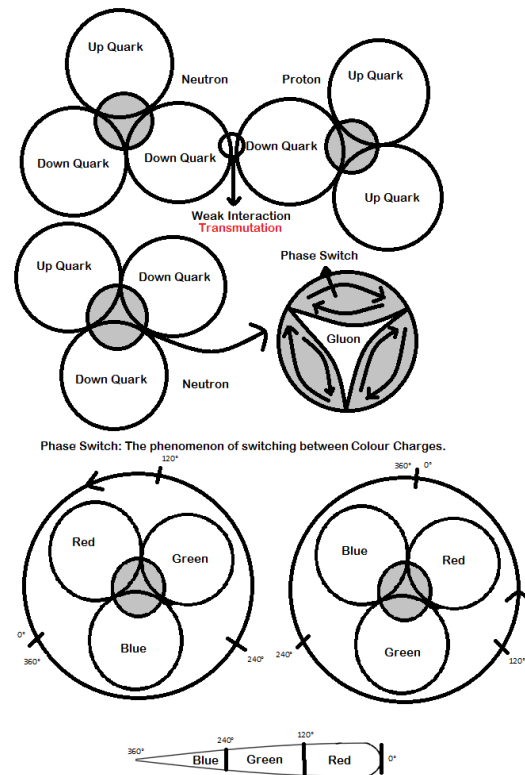 Up Quark
Neutron
Proton
Up Quark
Down Quark
Down Quark
Down Quark
Up Quark
Weak Interaction
Transmutation
Up Quark
Down Quark
Phase Switch
Gluon
Down Quark
Neutron
Phase Switch: The phenomenon of switching between Colour Charges.
120°
Red
Green
Blue
0°
360°
240°
360°
0°
Blue
Red
Green
240°
120°
360°
240°
120°
0°
Blue
Green
Red